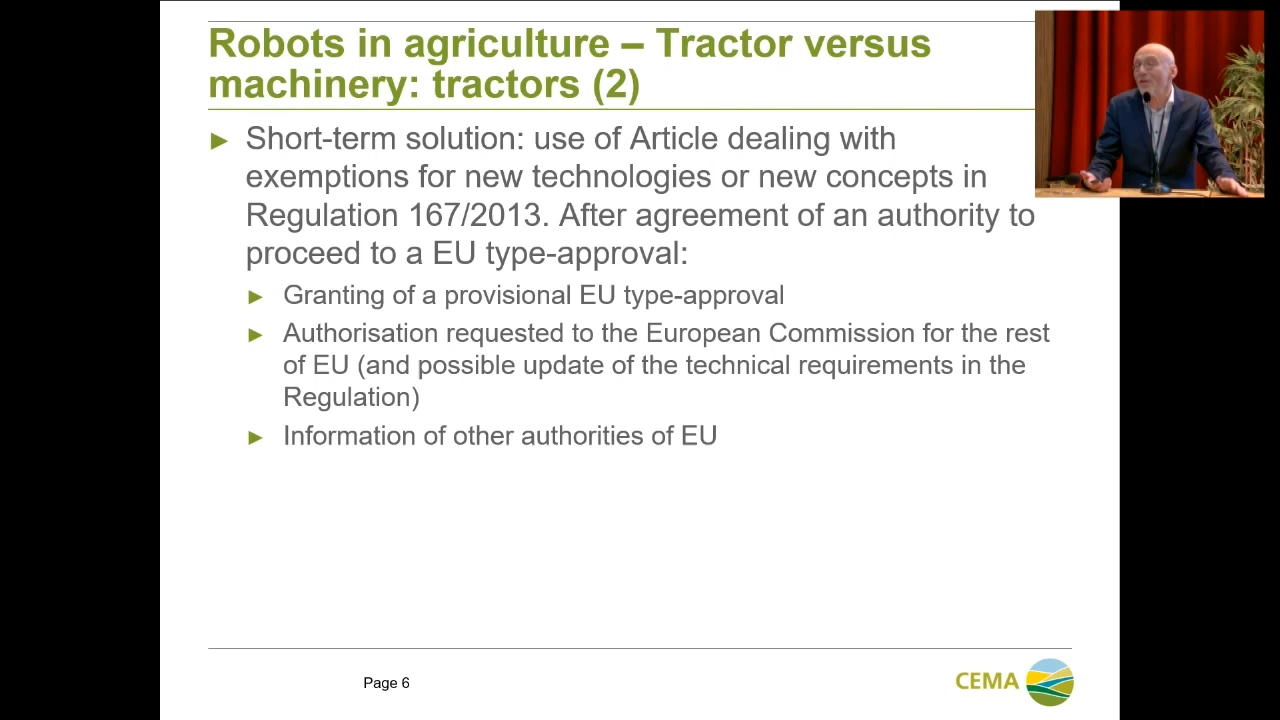 Robots in agriculture – Tractor versus
machinery: tractors (2)
► Short-term solution: use of Article dealing with
exemptions for new technologies or new concepts in
Regulation 167/2013. After agreement of an authority to
proceed to a EU type-approval:
► Granting of a provisional EU type-approval
► Authorisation requested to the European Commission for the rest
of EU (and possible update of the technical requirements in the
Regulation)
► Information of other authorities of EU
Page 6
CEMA